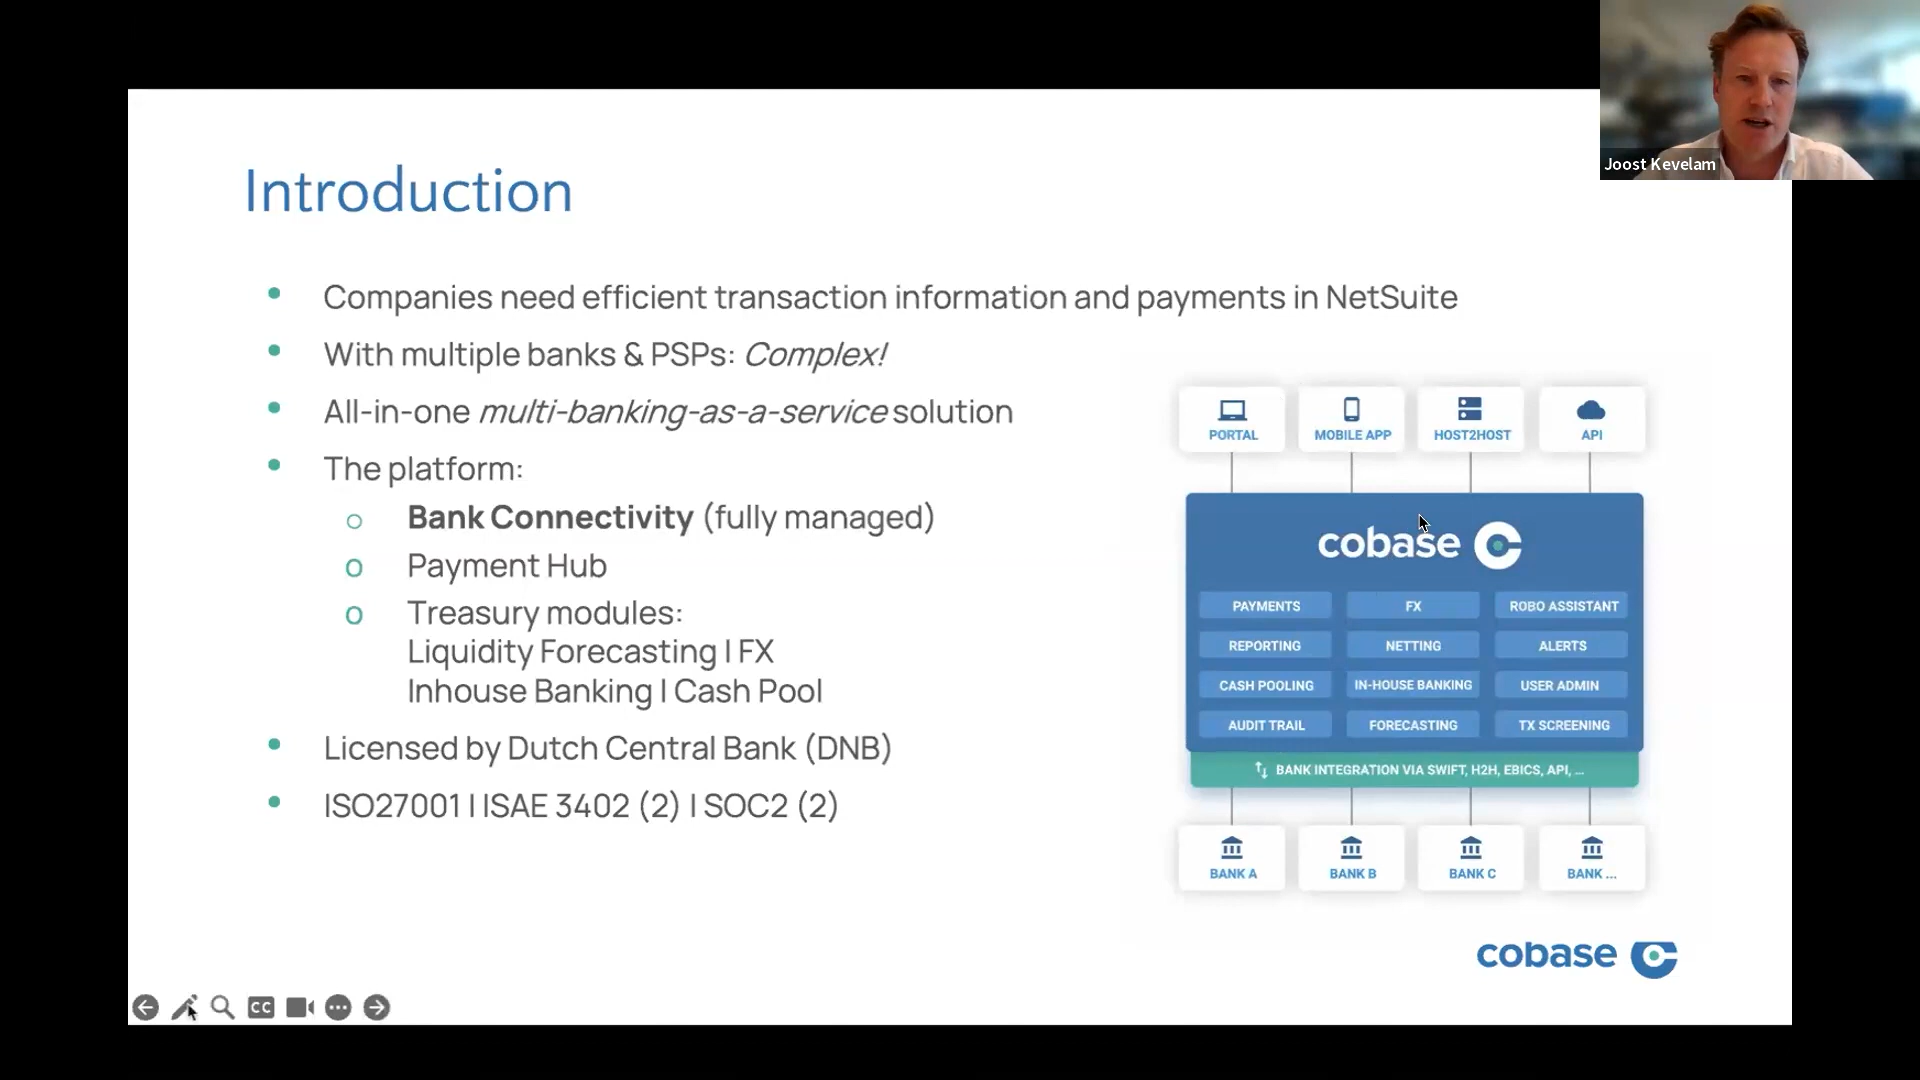 Joost Kevelam
Introduction
Companies need efficient transaction information and payments in NetSuite
With multiple banks & PSPs: Complex!
All-in-one multi-banking-as-a-service solution
The platform:
Bank Connectivity (fully managed)
Payment Hub
Treasury modules:
Liquidity Forecasting | FX
Inhouse Banking | Cash Pool
Licensed by Dutch Central Bank (DNB)
ISO27001 | ISAE 3402 (2) | SOC2 (2)
PORTAL MOBILE APP HOST2HOST API
cobase
PAYMENTS FX ROBO ASSISTANT
REPORTING NETTING ALERTS
CASH POOLING IN-HOUSE BANKING USER ADMIN
AUDIT TRAIL FORECASTING TX SCREENING
BANK INTEGRATION VIA SWIFT, H2H, EBICS, API, ...
BANK A BANK B BANK C BANK ...
cobase
CC